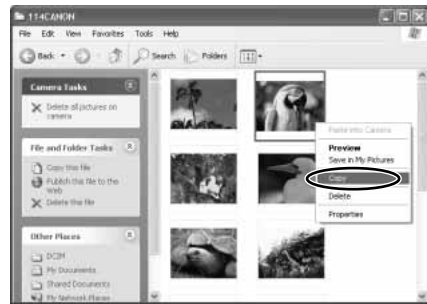 114CANON
File Edit View Favorites Tools Help
Back Search Folders
Camera Tasks
Delete all pictures on
camera
File and Folder Tasks
Copy this file
Publish this file to the
web
Delete this file
Other Places
DCIM
My Documents
Shared Documents
My Network Places
Paste into Camera
Preview
Save in My Pictures
Copy
Delete
Properties